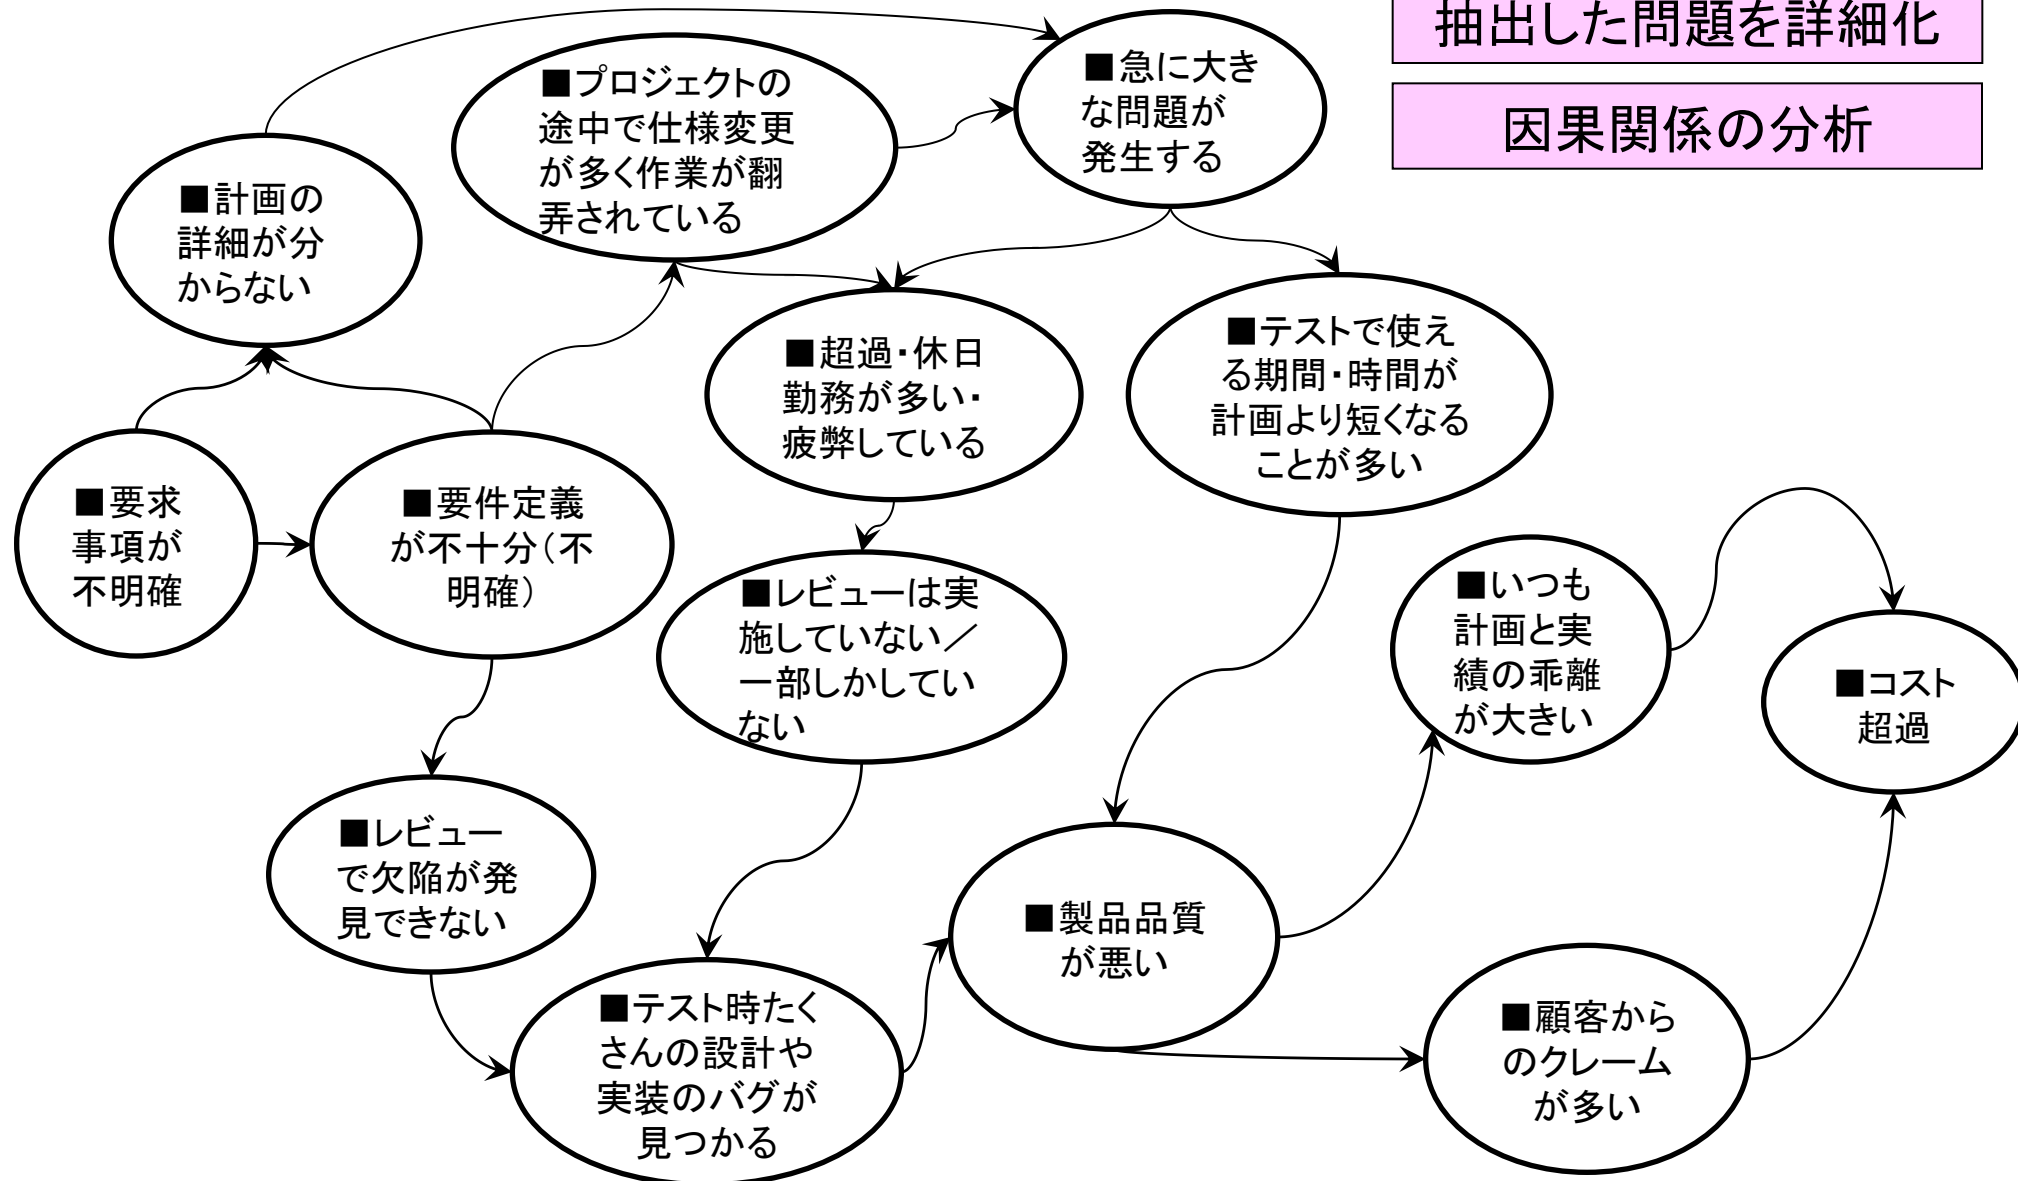 抽出した問題を詳細化
因果関係の分析
■急に大き
な問題が
発生する
■プロジェクトの
途中で仕様変更
が多く作業が翻
弄されている
■計画の
詳細が分
からない
■超過・休日
勤務が多い・
疲弊している
■テストで使え
る期間・時間が
計画より短くなる
ことが多い
■要求
事項が
不明確
■要件定義
が不十分(不
明確)
■レビューは実
施していない/
一部しかしてい
ない
■いつも
計画と実
績の乖離
が大きい
■コスト
超過
■レビュー
で欠陥が発
見できない
■製品品質
が悪い
■テスト時たく
さんの設計や
実装のバグが
見つかる
■顧客から
のクレーム
が多い